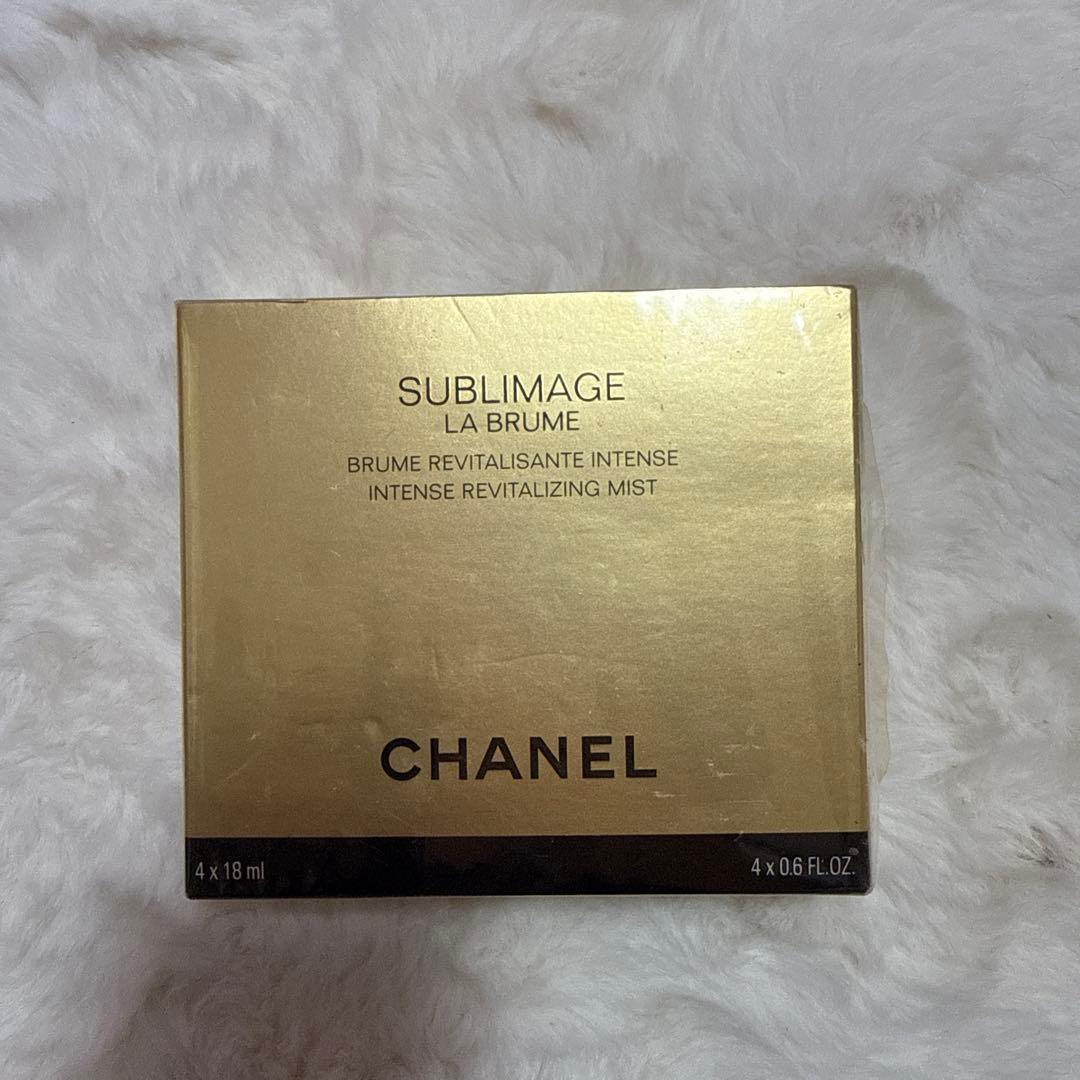 SUBLIMAGE
LA BRUME
BRUME REVITALISANTE INTENSE
INTENSE REVITALIZING MIST
CHANEL
4 x 18 ml 4 x 0.6 FL.OZ.